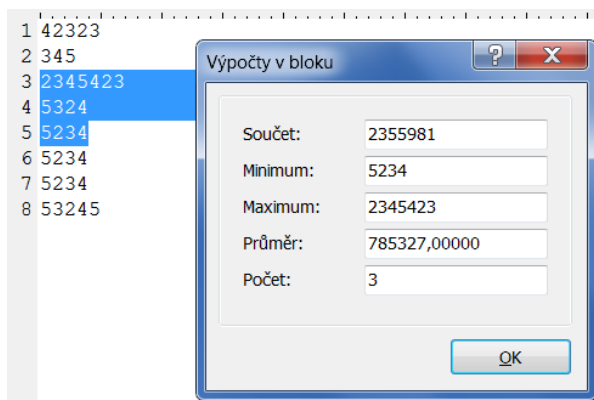 1 42323
2 345
3 2345423
4 5324
5 5234
6 5234
7 5234
8 53245
Výpočty v bloku
Součet: 2355981
Minimum: 5234
Maximum: 2345423
Průměr: 785327,00000
Počet: 3
OK